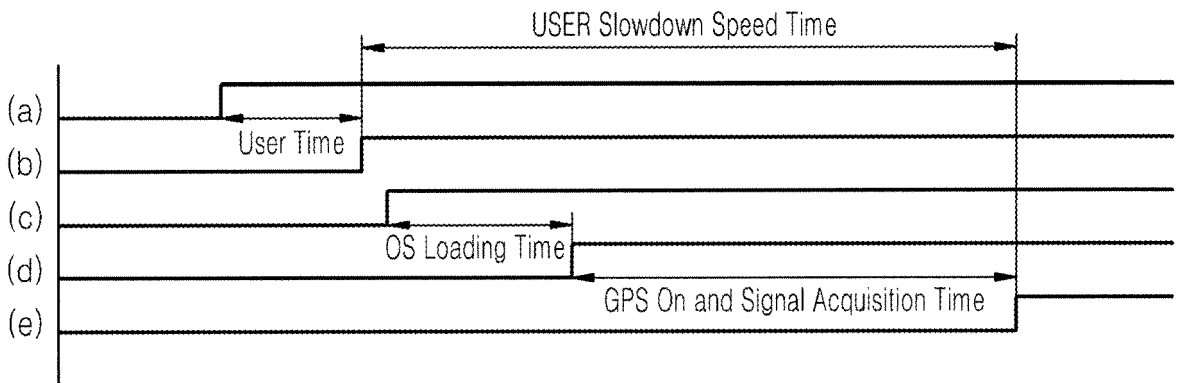 USER Slowdown Speed Time
(a)
User Time
(b)
(c)
OS Loading Time
(d)
GPS On and Signal Acquisition Time
(e)